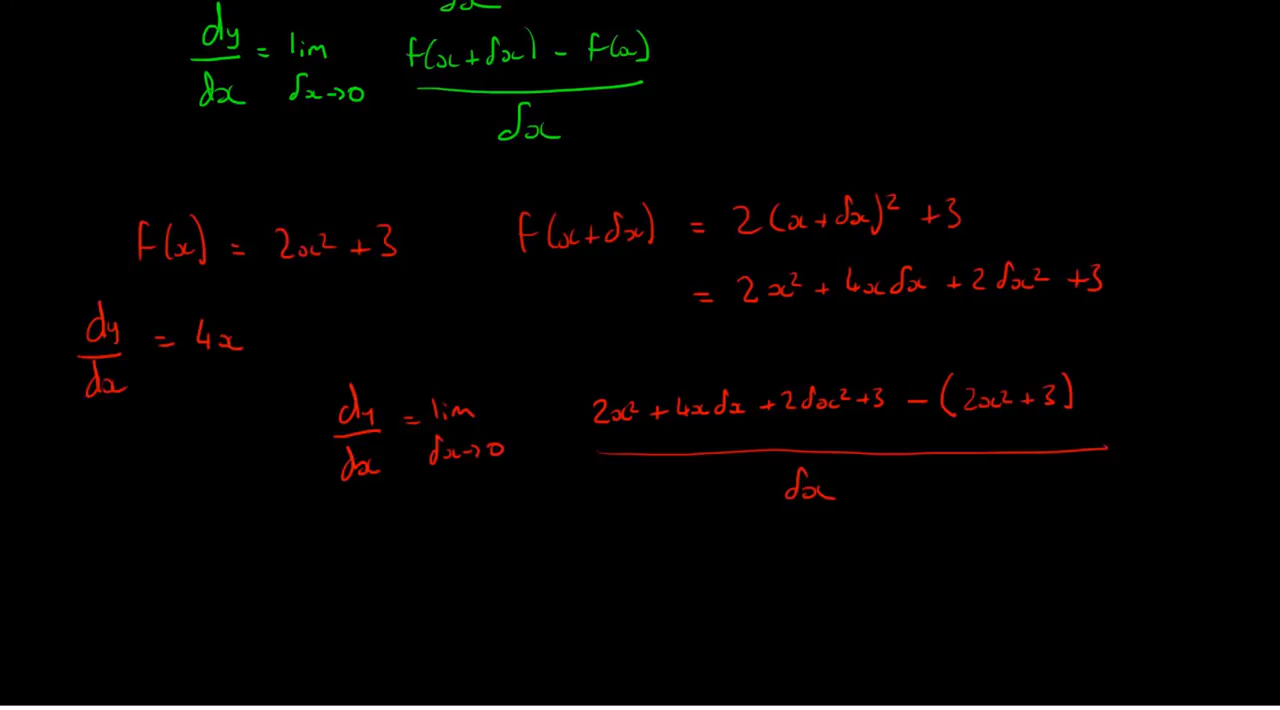 dy/dx = lim δx→0 f(x+δx) - f(x) / δx
f(x) = 2x² + 3
f(x+δx) = 2(x+δx)² + 3
= 2x² + 4xδx + 2δx² + 3
dy/dx = 4x
dy/dx = lim δx→0 2x² + 4xδx + 2δx² + 3 - (2x² + 3) / δx